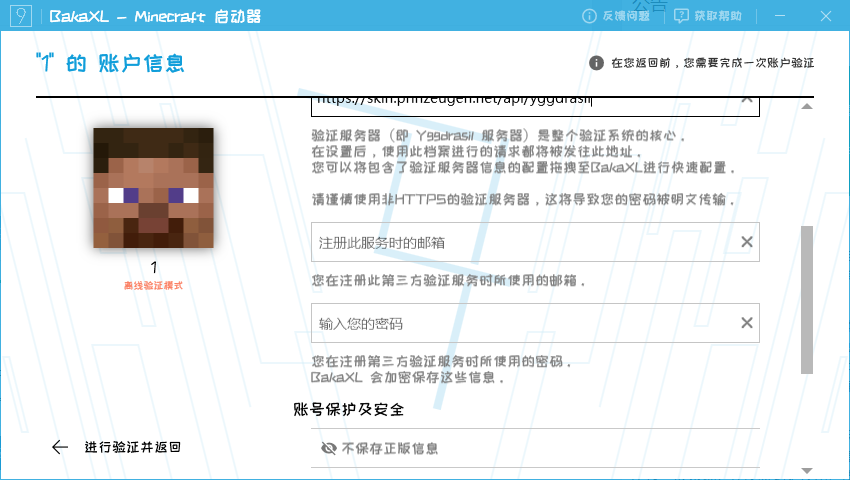 9 BakaXL - Minecraft 启动器
公告
反馈问题 获取帮助
"1" 的 账户信息
在您返回前，您需要完成一次账户验证
https://skin.prinzeugen.net/api/yggdrasil
验证服务器（即 Yggdrasil 服务器）是整个验证系统的核心．
在设置后，使用此档案进行的请求都将被发往此地址．
您可以将包含了验证服务器信息的配置拖拽至BakaXL进行快速配置．
请谨慎使用非HTTPS的验证服务器，这将导致您的密码被明文传输．
注册此服务时的邮箱
您在注册此第三方验证服务时所使用的邮箱．
1
离线验证模式
输入您的密码
您在注册第三方验证服务时所使用的密码．
BakaXL 会加密保存这些信息．
账号保护及安全
进行验证并返回
不保存正版信息